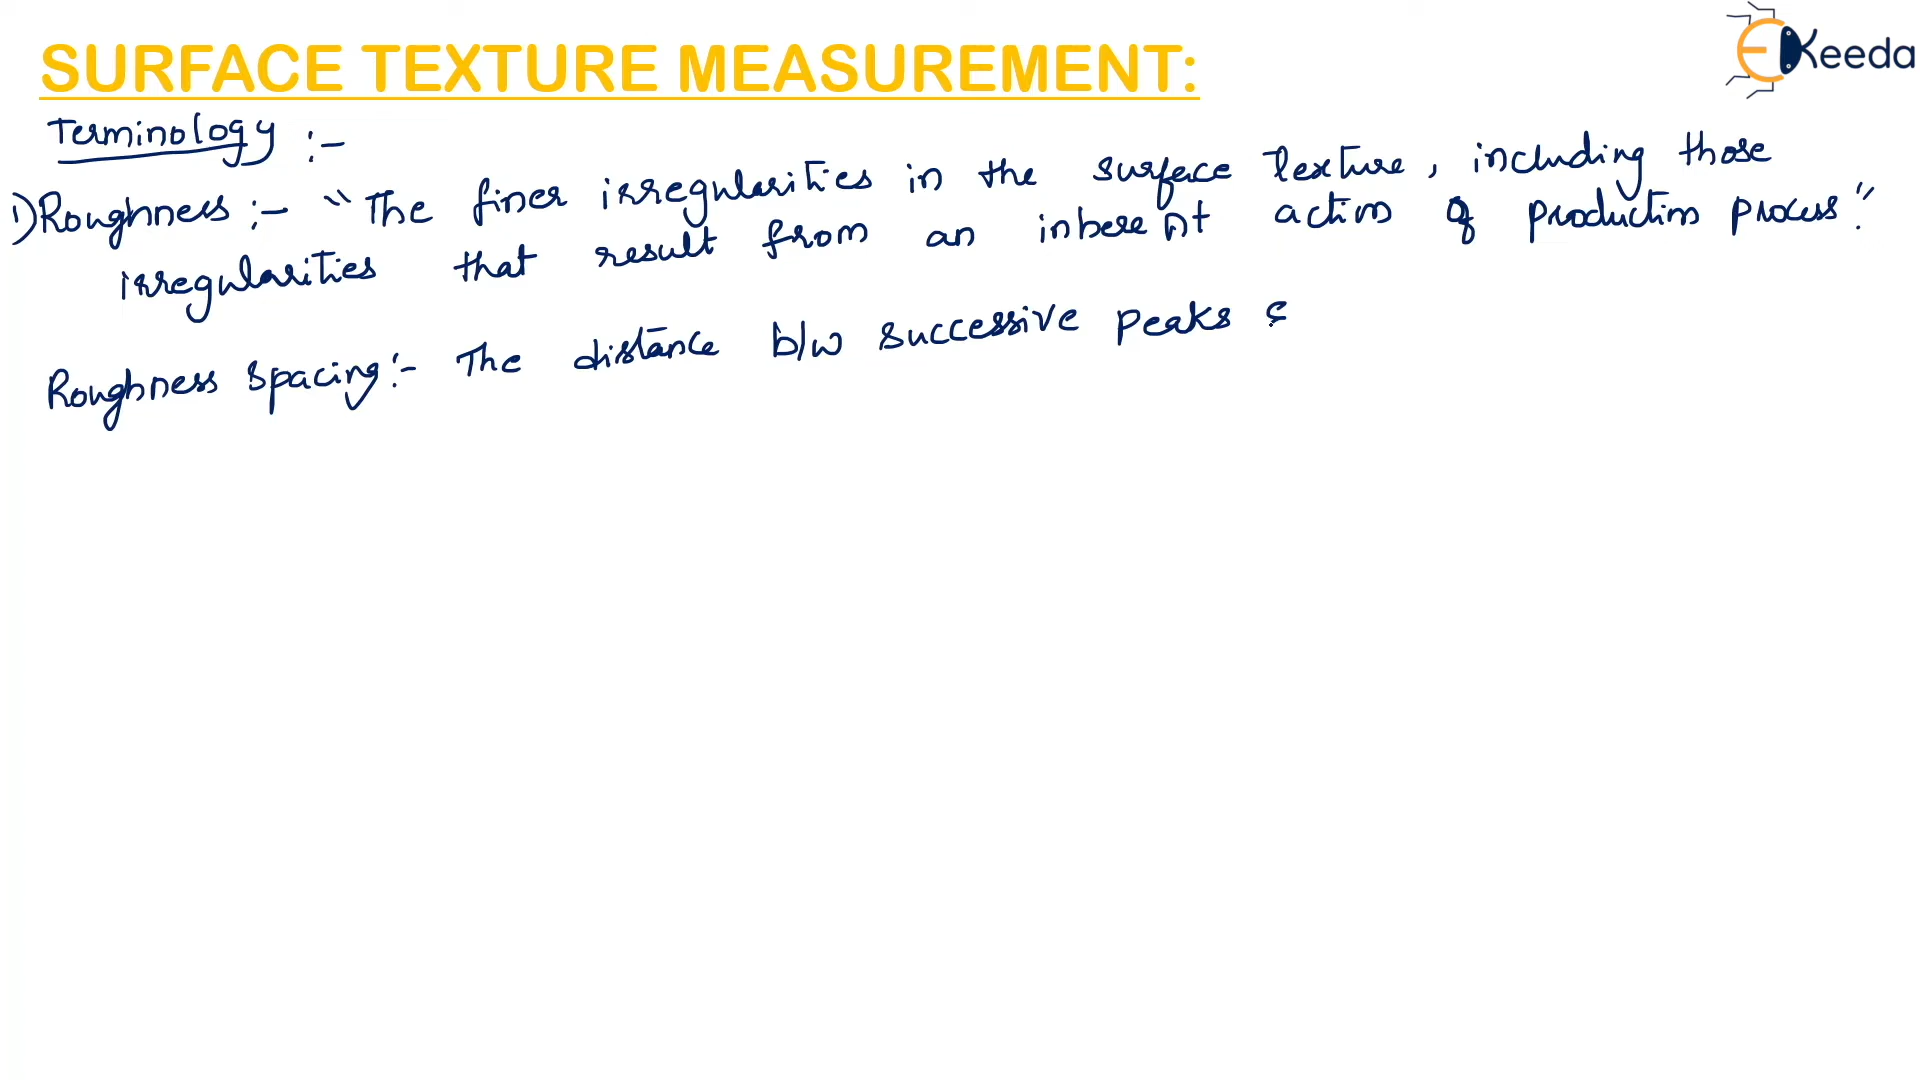 SURFACE TEXTURE MEASUREMENT:
EKeeda
Terminology :-
1) Roughness :- "The finer irregularities in the surface texture, including those
irregularities that result from an inherent action of production process."
Roughness spacing :- The distance b/w successive peaks